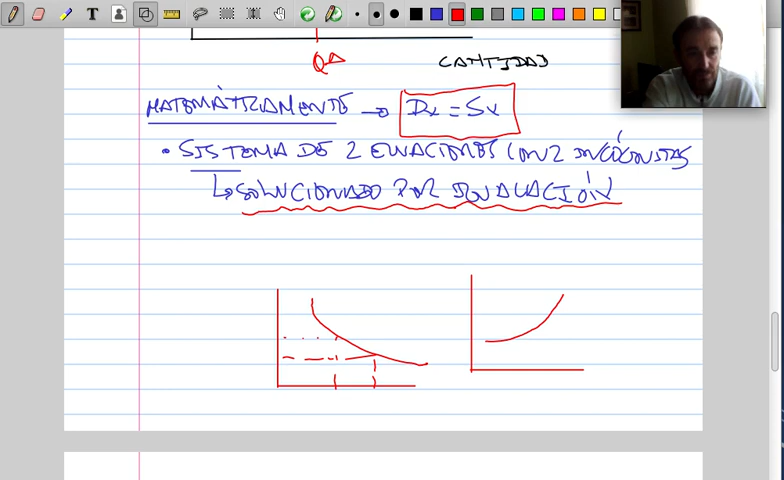 T
QA
CANTIDAD
MATEMÁTICAMENTE → Dx = Sx
• SISTEMA DE 2 ECUACIONES CON 2 INCÓGNITAS
↳ SOLUCIONADO POR IGUALACIÓN